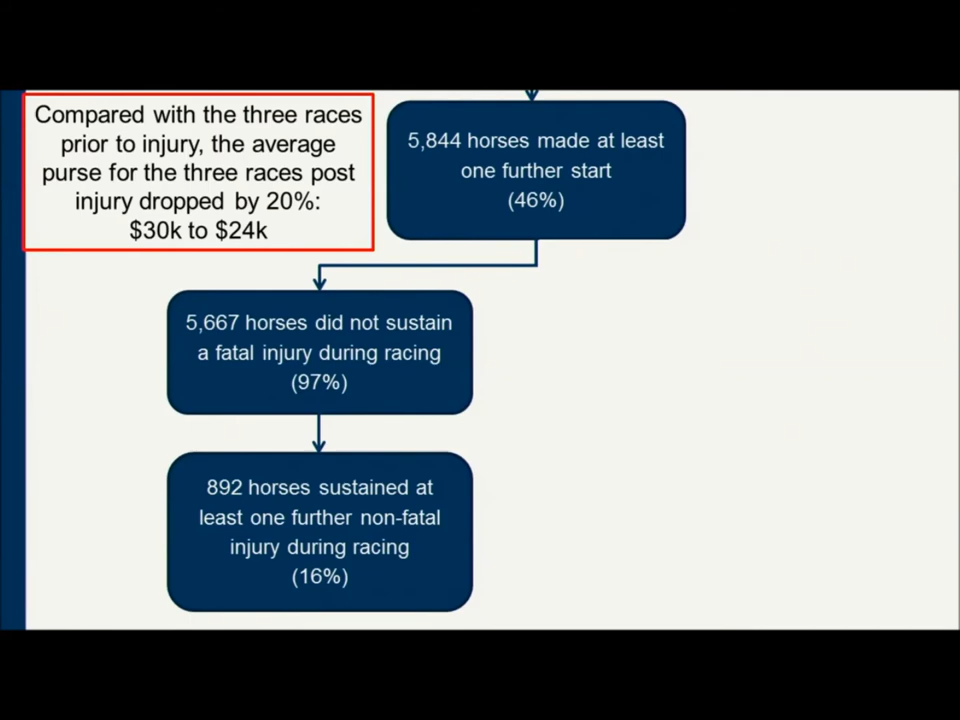 Compared with the three races
prior to injury, the average
purse for the three races post
injury dropped by 20%:
$30k to $24k
5,844 horses made at least
one further start
(46%)
5,667 horses did not sustain
a fatal injury during racing
(97%)
892 horses sustained at
least one further non-fatal
injury during racing
(16%)